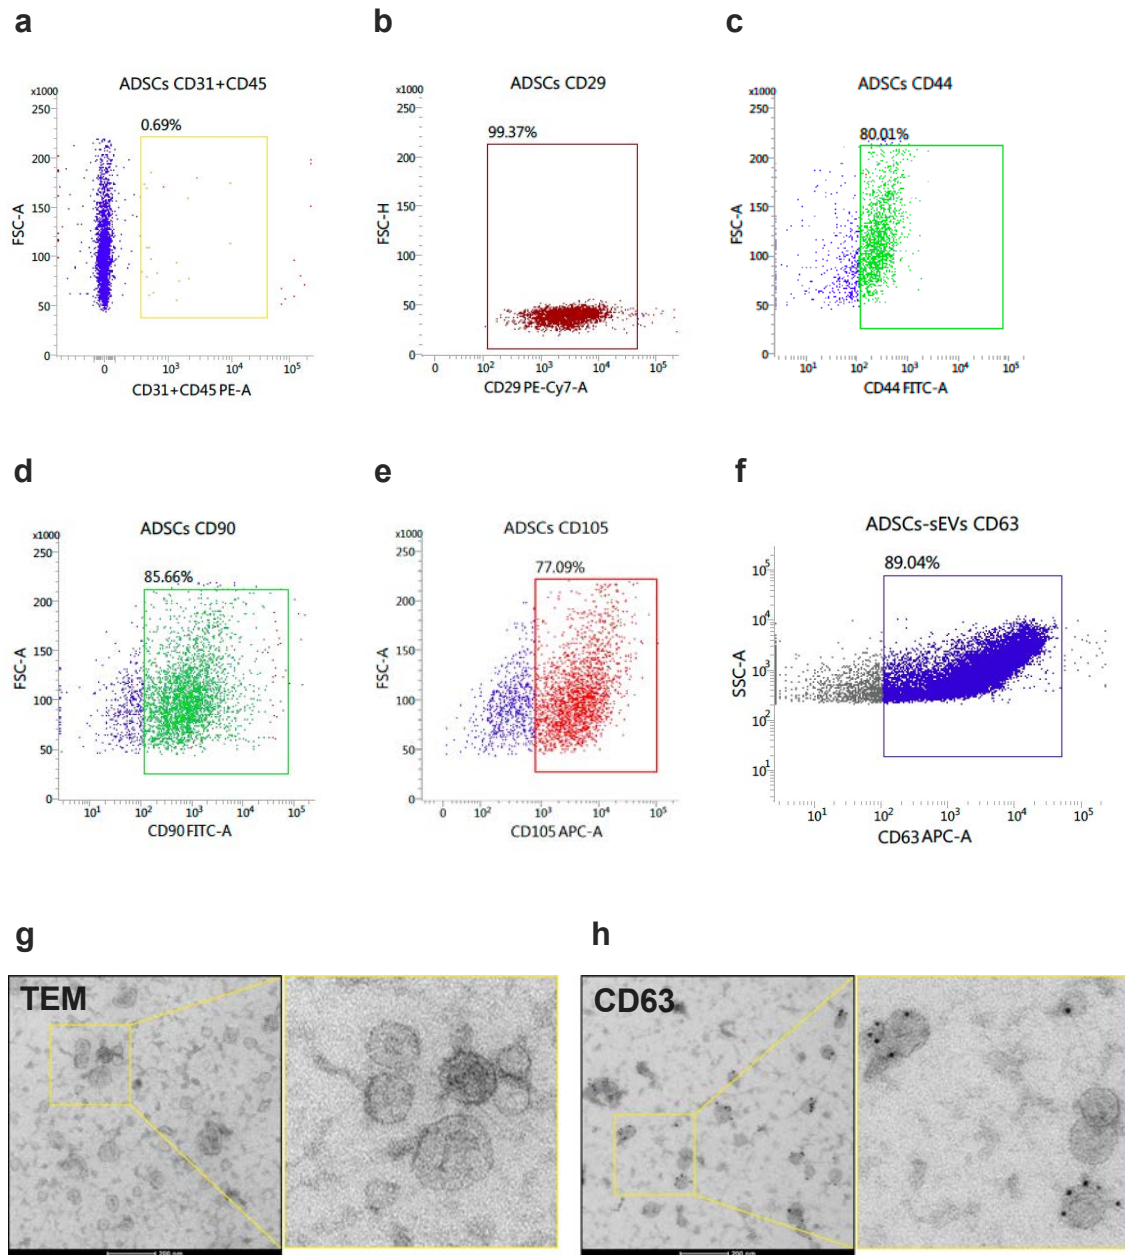 a
ADSCs CD31+CD45
x1000
0.69%
250
200
150
100
50
0
FSC-A
0
10³
10⁴
10⁵
CD31+CD45 PE-A
b
ADSCs CD29
x1000
99.37%
250
200
150
100
50
0
FSC-H
10²
10³
10⁴
10⁵
CD29 PE-Cy7-A
c
ADSCs CD44
x1000
80.01%
250
200
150
100
50
0
FSC-A
10¹
10²
10³
10⁴
10⁵
CD44 FITC-A
d
ADSCs CD90
x1000
85.66%
250
200
150
100
50
0
FSC-A
10¹
10²
10³
10⁴
10⁵
CD90 FITC-A
e
ADSCs CD105
x1000
77.09%
250
200
150
100
50
0
FSC-A
0
10²
10³
10⁴
10⁵
CD105 APC-A
f
ADSCs-sEVs CD63
89.04%
10⁵
10⁴
10³
10²
10¹
SSC-A
10¹
10²
10³
10⁴
10⁵
CD63 APC-A
g
TEM
200 nm
h
CD63
200 nm